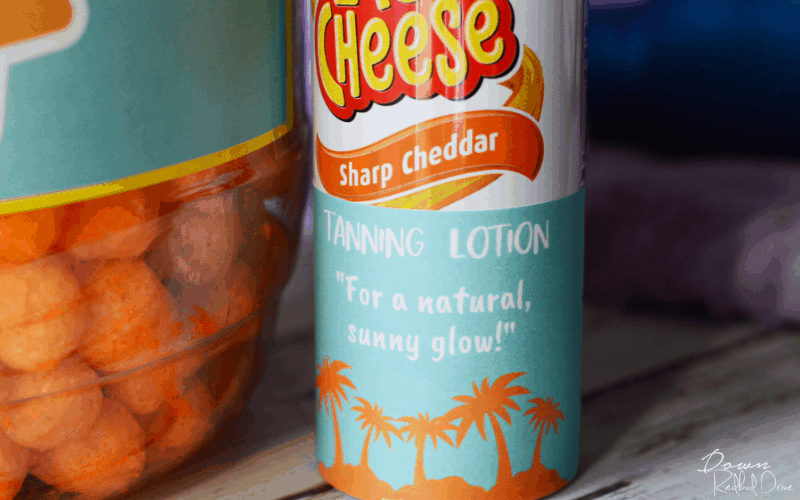 CHEESE
Sharp Cheddar
TANNING LOTION
"For a natural,
sunny glow!"
Down
Redbud Drive